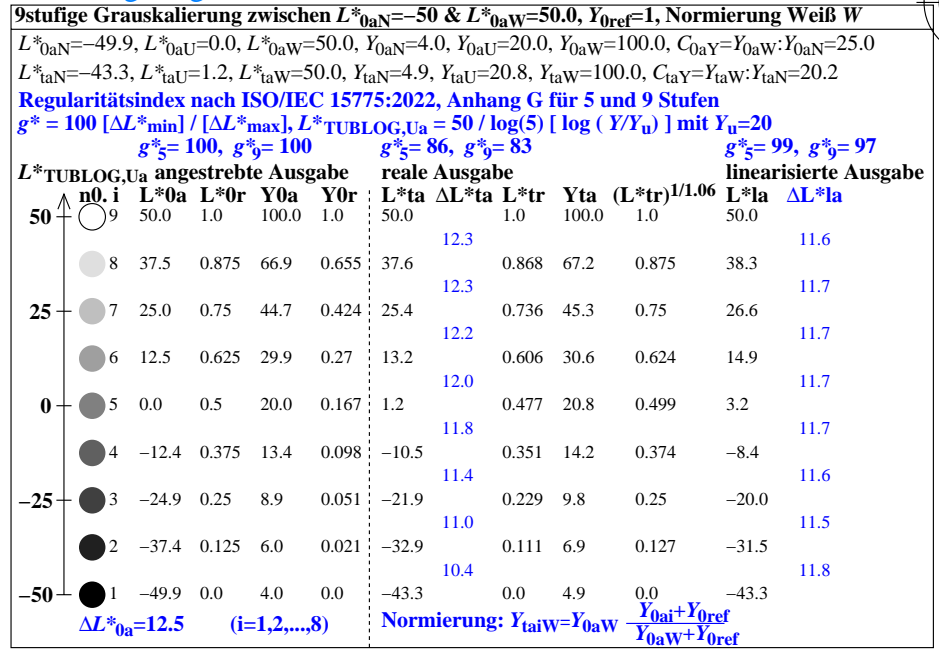 9stufige Grauskalierung zwischen L*0aN=−50 & L*0aW=50.0, Y0ref=1, Normierung Weiß W
L*0aN=−49.9, L*0aU=0.0, L*0aW=50.0, Y0aN=4.0, Y0aU=20.0, Y0aW=100.0, C0aY=Y0aW:Y0aN=25.0
L*taN=−43.3, L*taU=1.2, L*taW=50.0, YtaN=4.9, YtaU=20.8, YtaW=100.0, CtaY=YtaW:YtaN=20.2
Regularitätsindex nach ISO/IEC 15775:2022, Anhang G für 5 und 9 Stufen
g* = 100 [ΔL*min] / [ΔL*max], L*TUBLOG,Ua = 50 / log(5) [ log ( Y/Yu) ] mit Yu=20
g*5= 100, g*9= 100 g*5= 86, g*9= 83 g*5= 99, g*9= 97
L*TUBLOG,Ua angestrebte Ausgabe reale Ausgabe linearisierte Ausgabe
n0. i L*0a L*0r Y0a Y0r L*ta ΔL*ta L*tr Yta (L*tr)1/1.06 L*la ΔL*la
50 9 50.0 1.0 100.0 1.0 50.0 1.0 100.0 1.0 50.0
12.3 11.6
8 37.5 0.875 66.9 0.655 37.6 0.868 67.2 0.875 38.3
12.3 11.7
25 7 25.0 0.75 44.7 0.424 25.4 0.736 45.3 0.75 26.6
12.2 11.7
6 12.5 0.625 29.9 0.27 13.2 0.606 30.6 0.624 14.9
12.0 11.7
0 5 0.0 0.5 20.0 0.167 1.2 0.477 20.8 0.499 3.2
11.8 11.7
4 −12.4 0.375 13.4 0.098 −10.5 0.351 14.2 0.374 −8.4
11.4 11.6
−25 3 −24.9 0.25 8.9 0.051 −21.9 0.229 9.8 0.25 −20.0
11.0 11.5
2 −37.4 0.125 6.0 0.021 −32.9 0.111 6.9 0.127 −31.5
10.4 11.8
−50 1 −49.9 0.0 4.0 0.0 −43.3 0.0 4.9 0.0 −43.3
ΔL*0a=12.5 (i=1,2,...,8) Normierung: YtaiW=Y0aW Y0ai+Y0ref
Y0aW+Y0ref